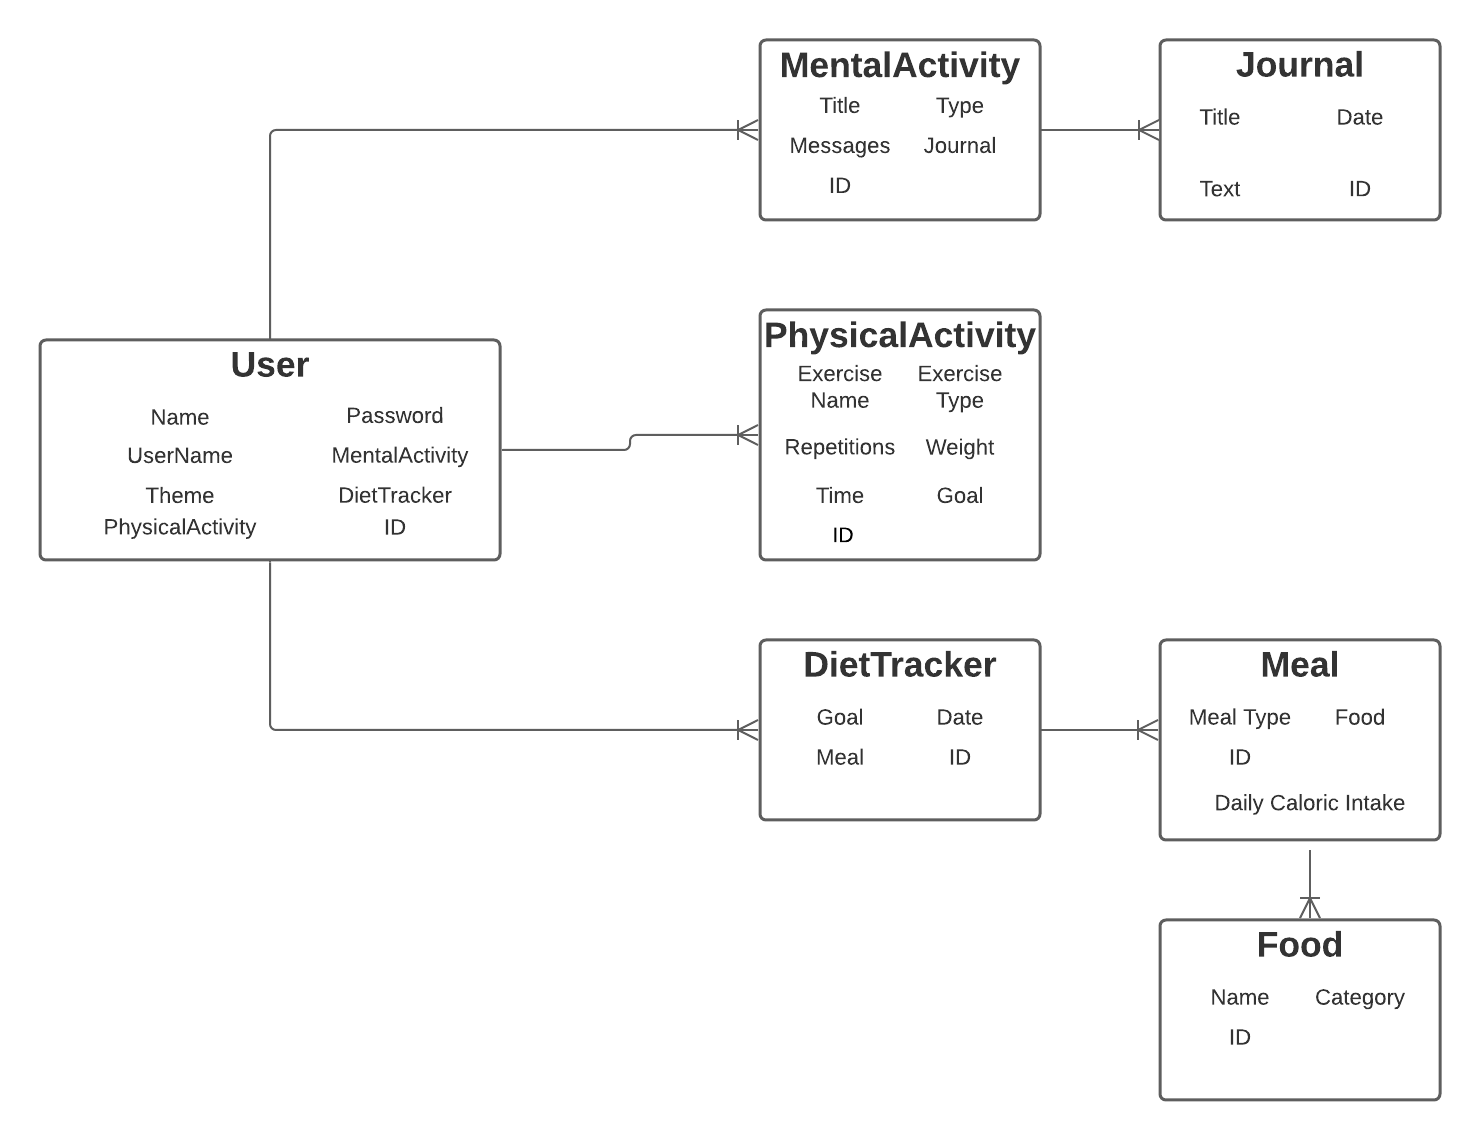 MentalActivity
Title Type
Messages Journal
ID
Journal
Title Date
Text ID
User
Name Password
UserName MentalActivity
Theme DietTracker
PhysicalActivity ID
PhysicalActivity
Exercise Name
Exercise Type
Repetitions Weight
Time Goal
ID
DietTracker
Goal Date
Meal ID
Meal
Meal Type Food
ID
Daily Caloric Intake
Food
Name Category
ID